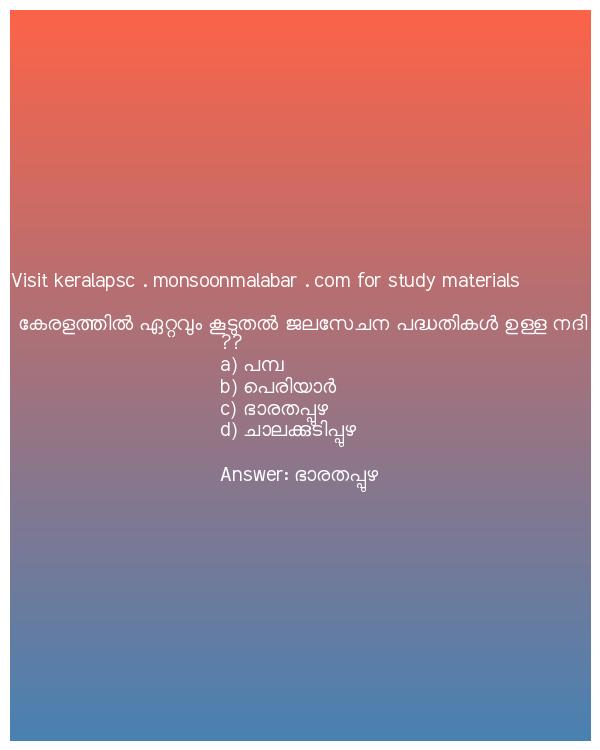 Visit keralapsc . monsoonmalabar . com for study materials
കേരളത്തിൽ ഏറ്റവും കൂടുതൽ ജലസേചന പദ്ധതികൾ ഉള്ള നദി
??
a) പമ്പ
b) പെരിയാർ
c) ഭാരതപ്പുഴ
d) ചാലക്കുടിപ്പുഴ
Answer: ഭാരതപ്പുഴ